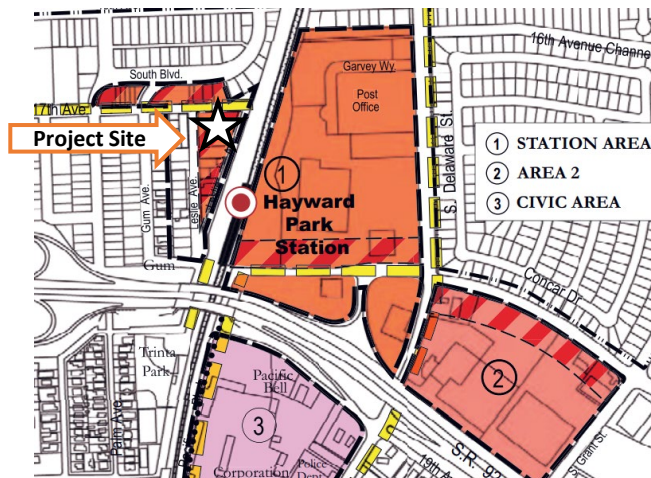 South Blvd.
16th Avenue Channe
Garvey Wy.
17th Ave.
Post
Office
Project Site
S. Delaware St.
1 STATION AREA
2 AREA 2
3 CIVIC AREA
1
Gum Ave.
Leslie Ave.
Hayward
Park
Station
Gum
Concar Dr.
Trinta
Park
Pacific
Bell
2
Palm Ave
3
S.R. 92
S. Grant St.
19th A
Police
Dept.
Corporation